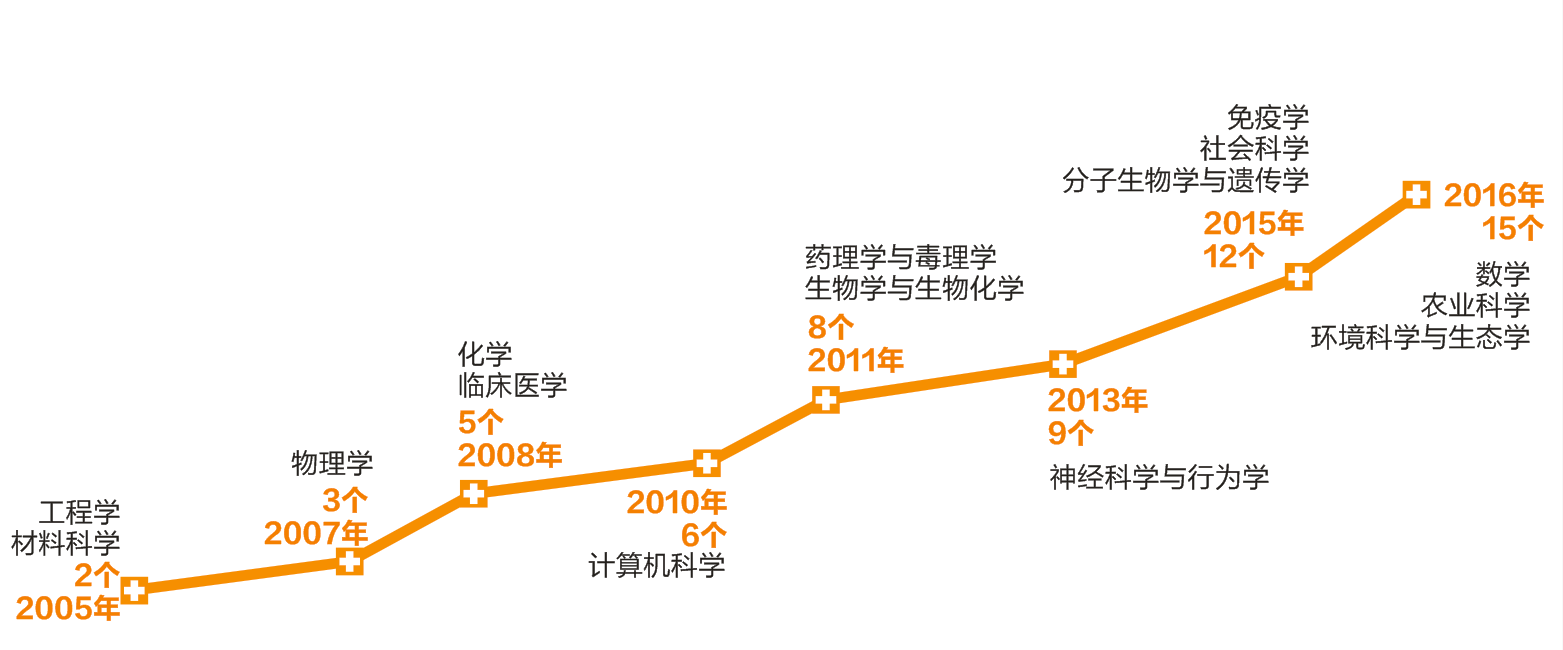 工程学
材料科学
2个
2005年
物理学
3个
2007年
化学
临床医学
5个
2008年
2010年
6个
计算机科学
药理学与毒理学
生物学与生物化学
8个
2011年
2013年
9个
神经科学与行为学
免疫学
社会科学
分子生物学与遗传学
2015年
12个
2016年
15个
数学
农业科学
环境科学与生态学